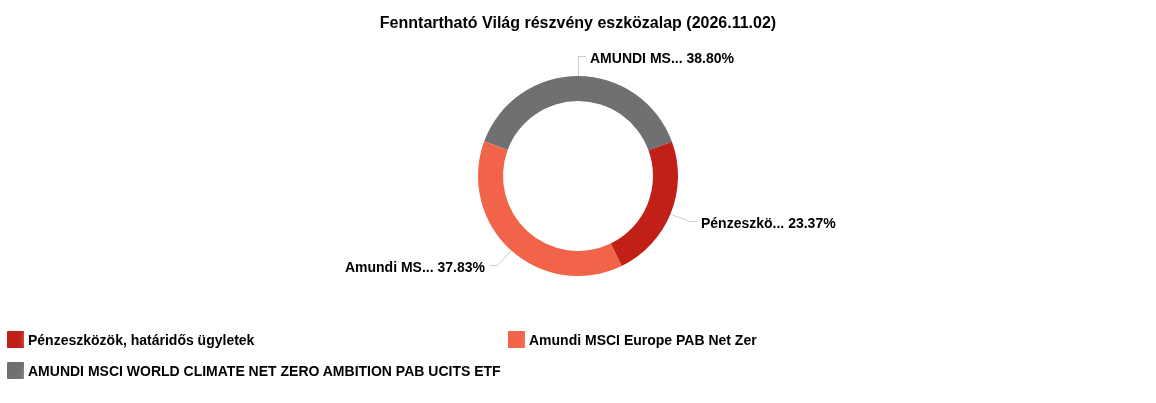 Fenntartható Világ részvény eszközalap (2026.11.02)
AMUNDI MS... 38.80%
Pénzeszkö... 23.37%
Amundi MS... 37.83%
Pénzeszközök, határidős ügyletek
Amundi MSCI Europe PAB Net Zer
AMUNDI MSCI WORLD CLIMATE NET ZERO AMBITION PAB UCITS ETF